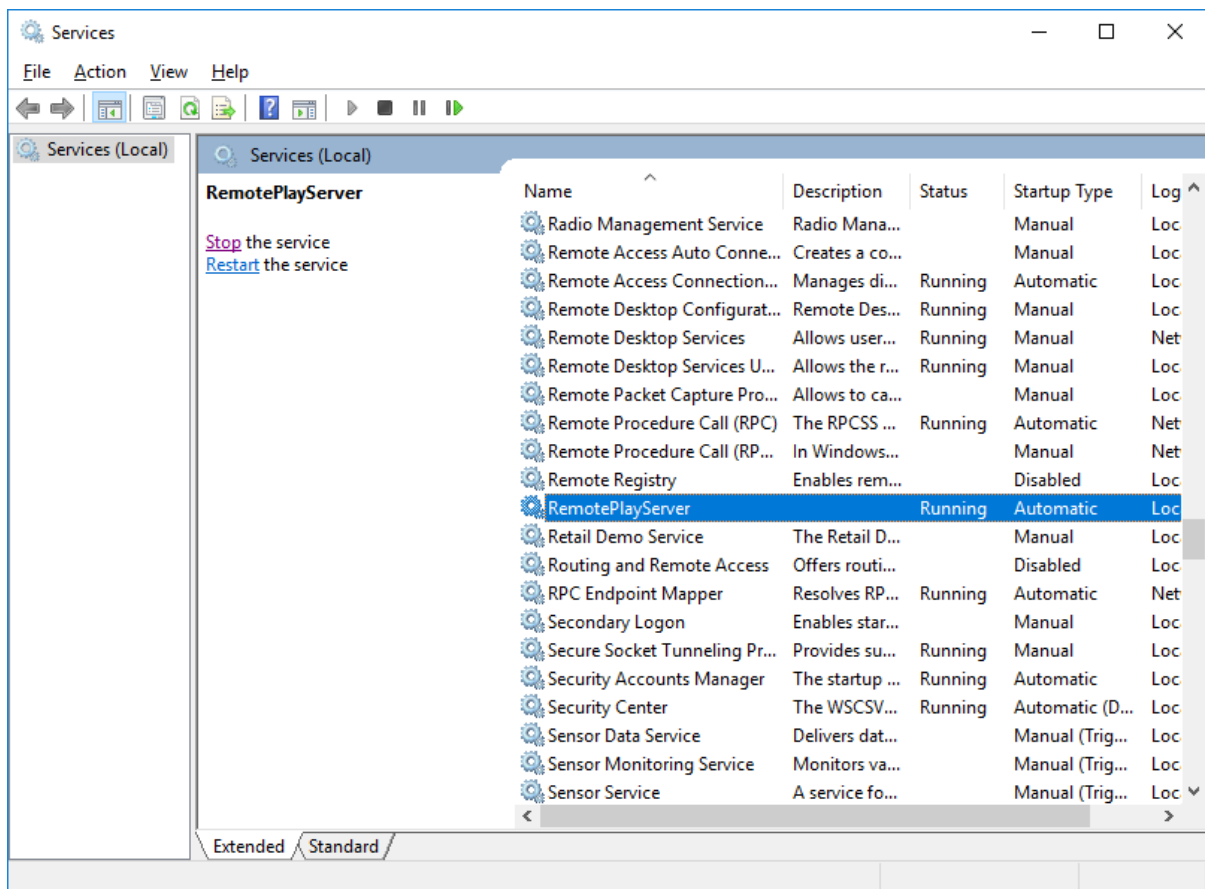 Services
File Action View Help
Services (Local)
Services (Local)
RemotePlayServer
Stop the service
Restart the service
Name Description Status Startup Type Log
Radio Management Service Radio Mana... Manual Loc
Remote Access Auto Conne... Creates a co... Manual Loc
Remote Access Connection... Manages di... Running Automatic Loc
Remote Desktop Configurat... Remote Des... Running Manual Loc
Remote Desktop Services Allows user... Running Manual Net
Remote Desktop Services U... Allows the r... Running Manual Loc
Remote Packet Capture Pro... Allows to ca... Manual Loc
Remote Procedure Call (RPC) The RPCSS ... Running Automatic Net
Remote Procedure Call (RP... In Windows... Manual Net
Remote Registry Enables rem... Disabled Loc
RemotePlayServer Running Automatic Loc
Retail Demo Service The Retail D... Manual Loc
Routing and Remote Access Offers routi... Disabled Loc
RPC Endpoint Mapper Resolves RP... Running Automatic Net
Secondary Logon Enables star... Manual Loc
Secure Socket Tunneling Pr... Provides su... Running Manual Loc
Security Accounts Manager The startup ... Running Automatic Loc
Security Center The WSCSV... Running Automatic (D... Loc
Sensor Data Service Delivers dat... Manual (Trig... Loc
Sensor Monitoring Service Monitors va... Manual (Trig... Loc
Sensor Service A service fo... Manual (Trig... Loc
Extended Standard